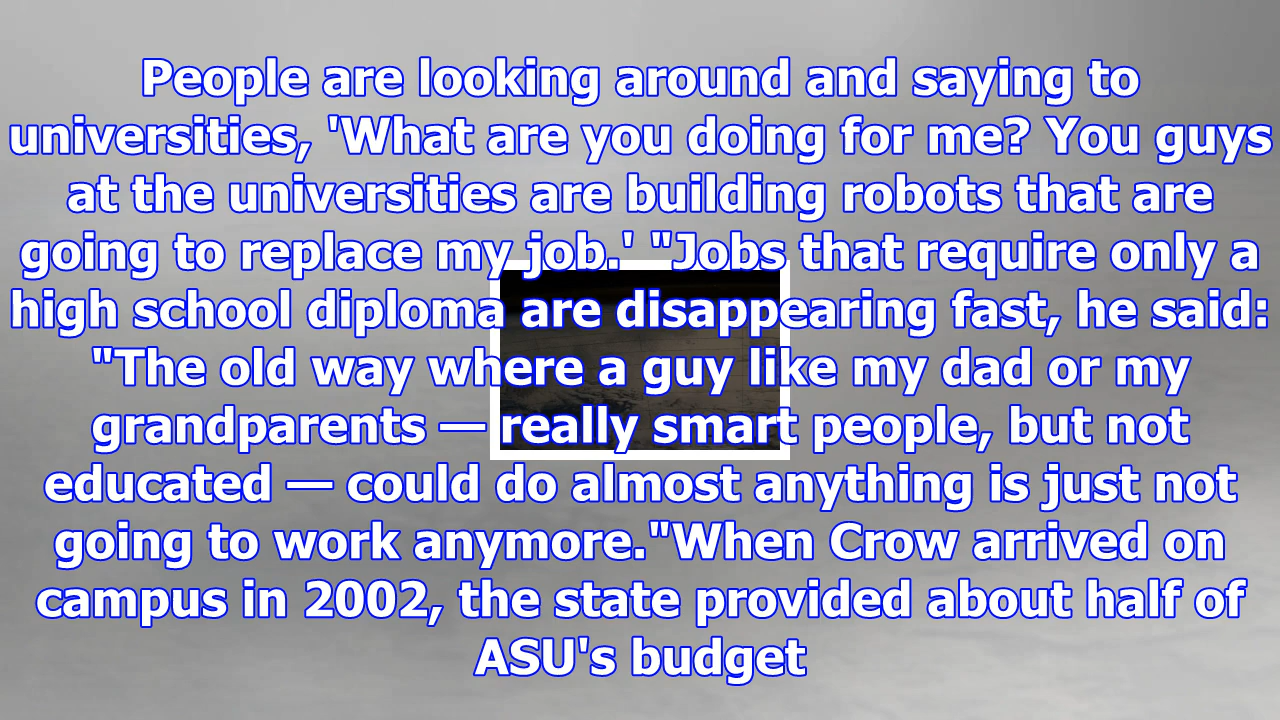 People are looking around and saying to
universities, 'What are you doing for me? You guys
at the universities are building robots that are
going to replace my job.' "Jobs that require only a
high school diploma are disappearing fast, he said:
"The old way where a guy like my dad or my
grandparents — really smart people, but not
educated — could do almost anything is just not
going to work anymore."When Crow arrived on
campus in 2002, the state provided about half of
ASU's budget